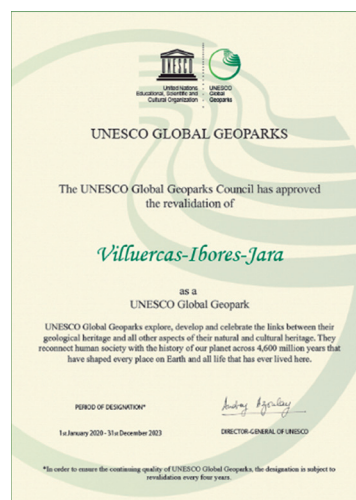 UNESCO
United Nations
Educational, Scientific and
Cultural Organization
UNESCO
Global
Geoparks
UNESCO GLOBAL GEOPARKS
The UNESCO Global Geoparks Council has approved
the revalidation of
Villuercas-Ibores-Jara
as a
UNESCO Global Geopark
UNESCO Global Geoparks explore, develop and celebrate the links between their
geological heritage and all other aspects of their natural and cultural heritage. They
reconnect human society with the history of our planet across 4,600 million years that
have shaped every place on Earth and all life that has ever lived here.
PERIOD OF DESIGNATION*
1st January 2020 - 31st December 2023
Audrey Azoulay
DIRECTOR-GENERAL OF UNESCO
*In order to ensure the continuing quality of UNESCO Global Geoparks, the designation is subject to
revalidation every four years.